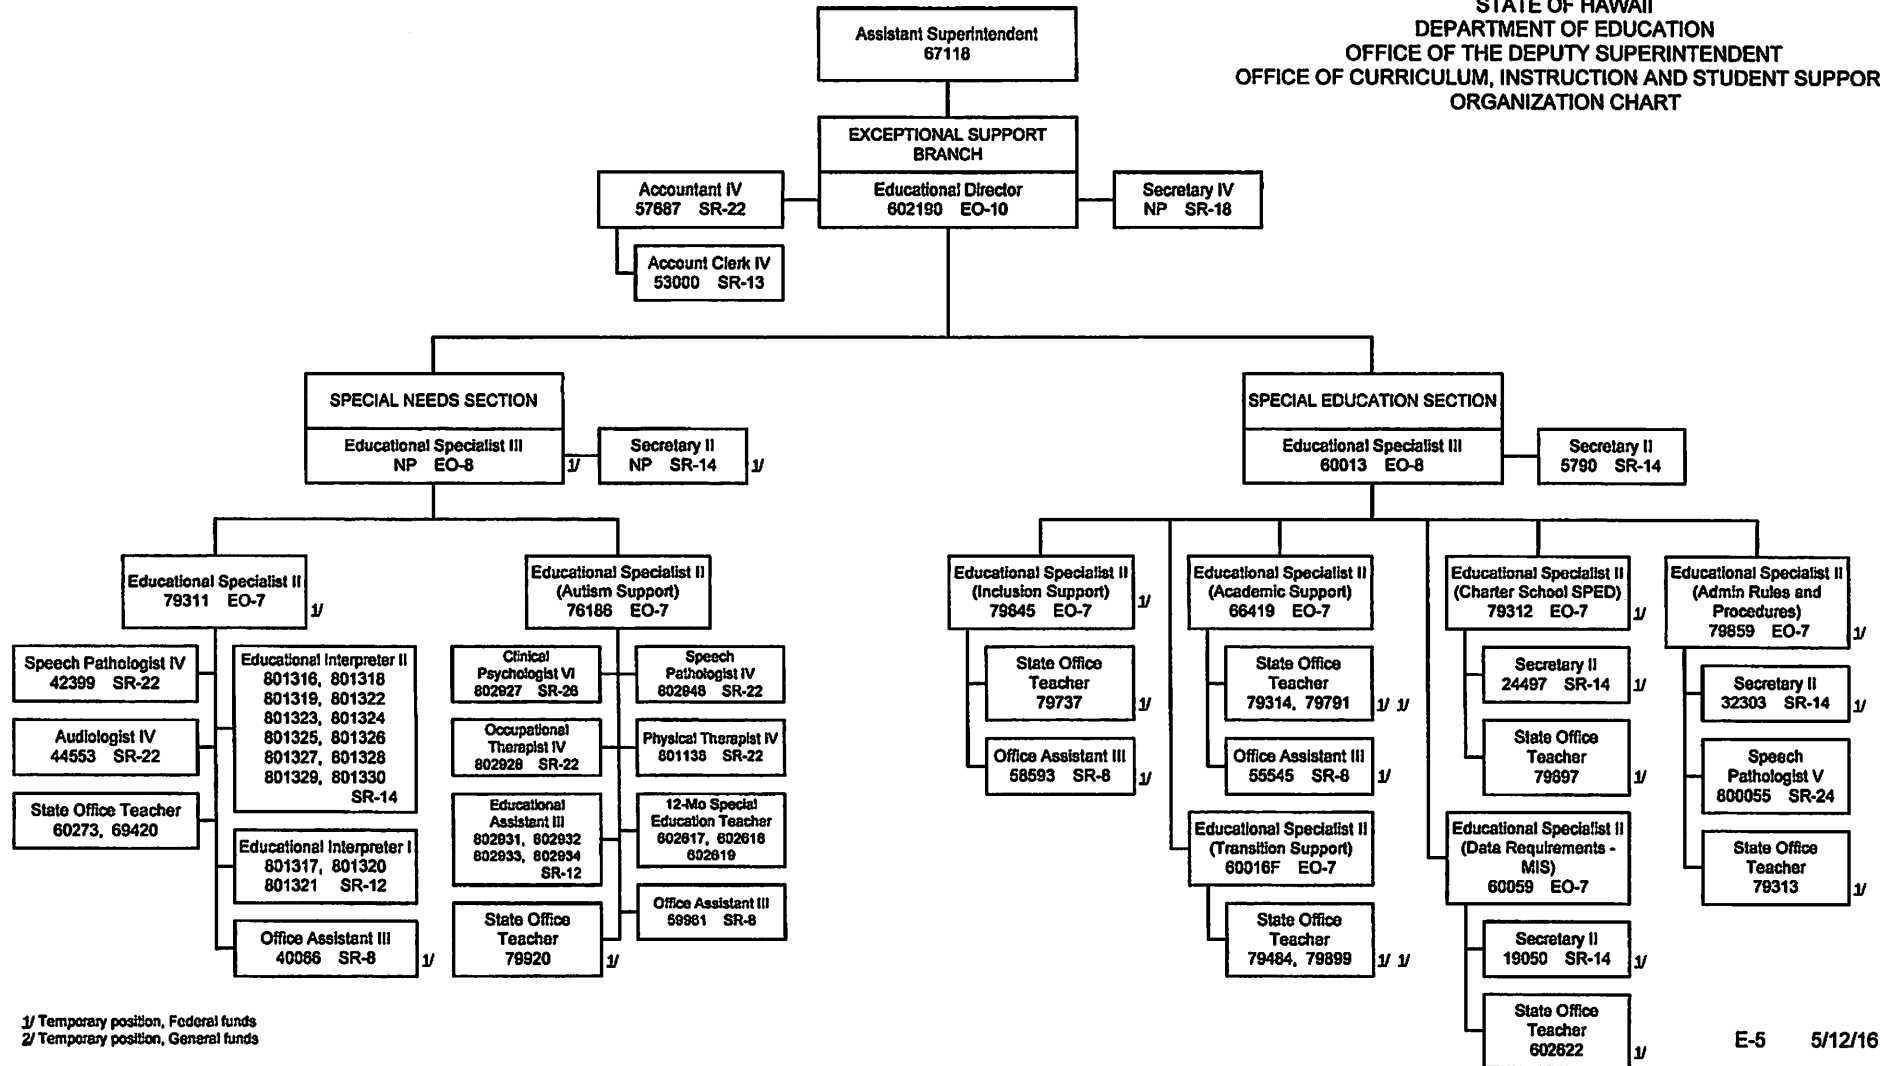 STATE OF HAWAII
DEPARTMENT OF EDUCATION
OFFICE OF THE DEPUTY SUPERINTENDENT
OFFICE OF CURRICULUM, INSTRUCTION AND STUDENT SUPPOR
ORGANIZATION CHART
Assistant Superintendent
67118
EXCEPTIONAL SUPPORT
BRANCH
Educational Director
602190 EO-10
Accountant IV
57687 SR-22
Secretary IV
NP SR-18
Account Clerk IV
53000 SR-13
SPECIAL NEEDS SECTION
Educational Specialist III
NP EO-8
1/
Secretary II
NP SR-14
1/
SPECIAL EDUCATION SECTION
Educational Specialist III
60013 EO-8
Secretary II
5790 SR-14
Educational Specialist II
79311 EO-7
1/
Speech Pathologist IV
42399 SR-22
Audiologist IV
44553 SR-22
State Office Teacher
60273, 69420
Educational Interpreter II
801316, 801318
801319, 801322
801323, 801324
801325, 801326
801327, 801328
801329, 801330
SR-14
Educational Interpreter I
801317, 801320
801321 SR-12
Office Assistant III
40086 SR-8
1/
Educational Specialist II
(Autism Support)
76186 EO-7
Clinical
Psychologist VI
802927 SR-26
Speech
Pathologist IV
802948 SR-22
Occupational
Therapist IV
802928 SR-22
Physical Therapist IV
801138 SR-22
Educational
Assistant III
802931, 802932
802933, 802934
SR-12
12-Mo Special
Education Teacher
602617, 602618
602619
State Office
Teacher
79920
1/
Office Assistant III
59981 SR-8
Educational Specialist II
(Inclusion Support)
79845 EO-7
1/
State Office
Teacher
79737
1/
Office Assistant III
58593 SR-8
1/
Educational Specialist II
(Academic Support)
66419 EO-7
State Office
Teacher
79314, 79791
1/ 1/
Office Assistant III
55545 SR-8
1/
Educational Specialist II
(Transition Support)
60016F EO-7
State Office
Teacher
79484, 79899
1/ 1/
Educational Specialist II
(Charter School SPED)
79312 EO-7
1/
Secretary II
24497 SR-14
1/
State Office
Teacher
79897
1/
Educational Specialist II
(Data Requirements -
MIS)
60059 EO-7
Secretary II
19050 SR-14
1/
State Office
Teacher
602622
1/
Educational Specialist II
(Admin Rules and
Procedures)
79859 EO-7
1/
Secretary II
32303 SR-14
1/
Speech
Pathologist V
800055 SR-24
State Office
Teacher
79313
1/
1/ Temporary position, Federal funds
2/ Temporary position, General funds
E-5 5/12/16